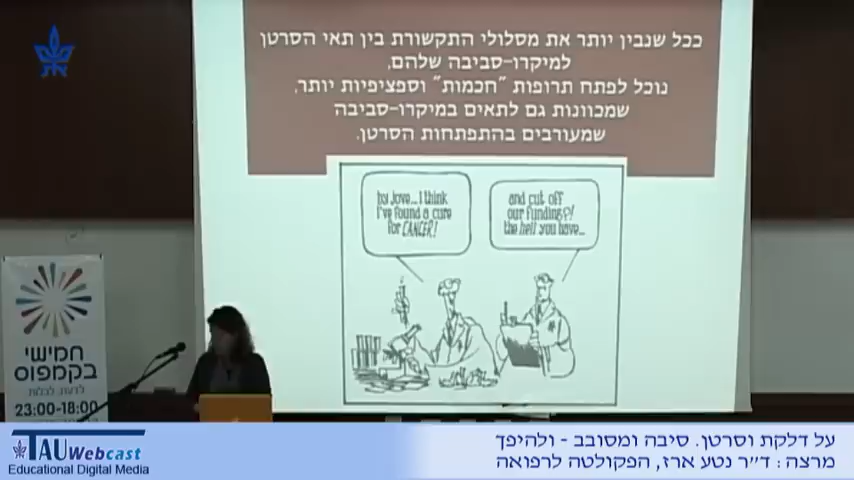 ככל שנבין יותר את מסלולי התקשורת בין תאי הסרטן
למיקרו-סביבה שלהם,
נוכל לפתח תרופות "חכמות" וספציפיות יותר,
שמכוונות גם לתאים במיקרו-סביבה
שמעורבים בהתפתחות הסרטן.
by Jove... I think
I've found a cure
for CANCER!
and cut off
our funding?!
the hell you have...
חמישי
בקמפוס
לדעת, לבלות
23:00-18:00
TAU Webcast
Educational Digital Media
על דלקת וסרטן. סיבה ומסובב - ולהיפך
מרצה: ד״ר נטע ארז, הפקולטה לרפואה